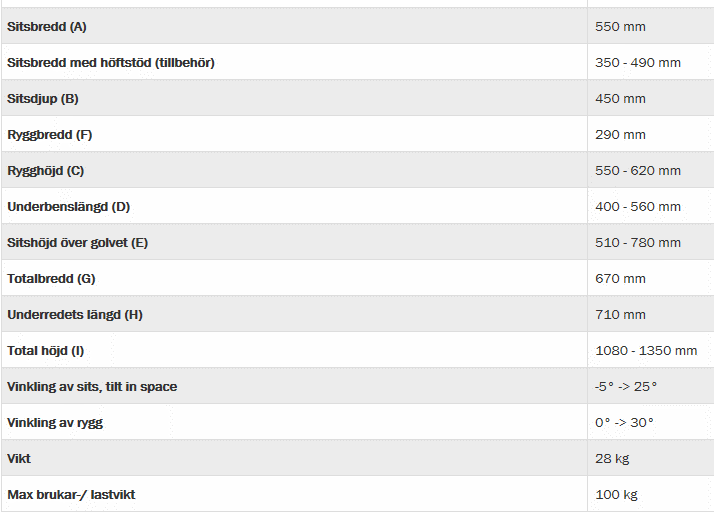 Sitsbredd (A) 550 mm
Sitsbredd med höftstöd (tillbehör) 350 - 490 mm
Sitsdjup (B) 450 mm
Ryggbredd (F) 290 mm
Rygghöjd (C) 550 - 620 mm
Underbenslängd (D) 400 - 560 mm
Sitshöjd över golvet (E) 510 - 780 mm
Totalbredd (G) 670 mm
Underredets längd (H) 710 mm
Total höjd (I) 1080 - 1350 mm
Vinkling av sits, tilt in space -5° -> 25°
Vinkling av rygg 0° -> 30°
Vikt 28 kg
Max brukar-/ lastvikt 100 kg